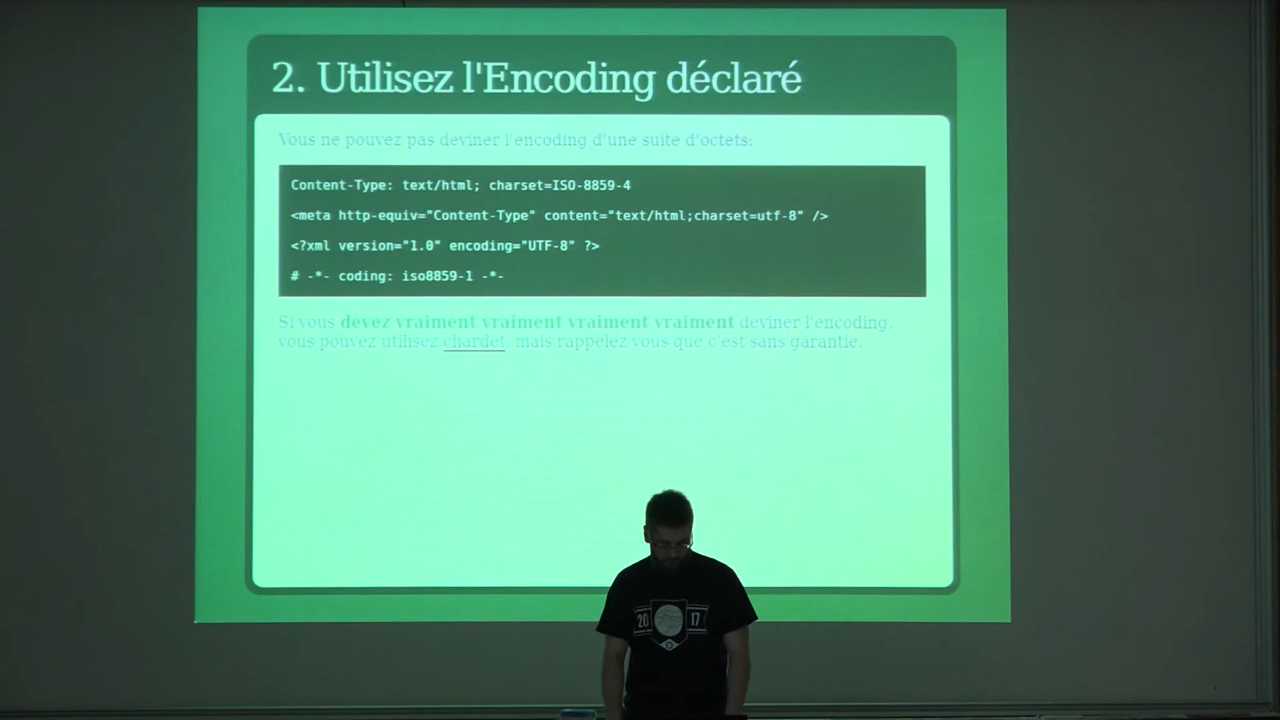 2. Utilisez l'Encoding déclaré
Vous ne pouvez pas deviner l'encoding d'une suite d'octets:
Content-Type: text/html; charset=ISO-8859-4
<meta http-equiv="Content-Type" content="text/html;charset=utf-8" />
<?xml version="1.0" encoding="UTF-8" ?>
# -*- coding: iso8859-1 -*-
Si vous devez vraiment vraiment vraiment vraiment deviner l'encoding,
vous pouvez utilisez chardet, mais rappelez vous que c'est sans garantie.
20 17